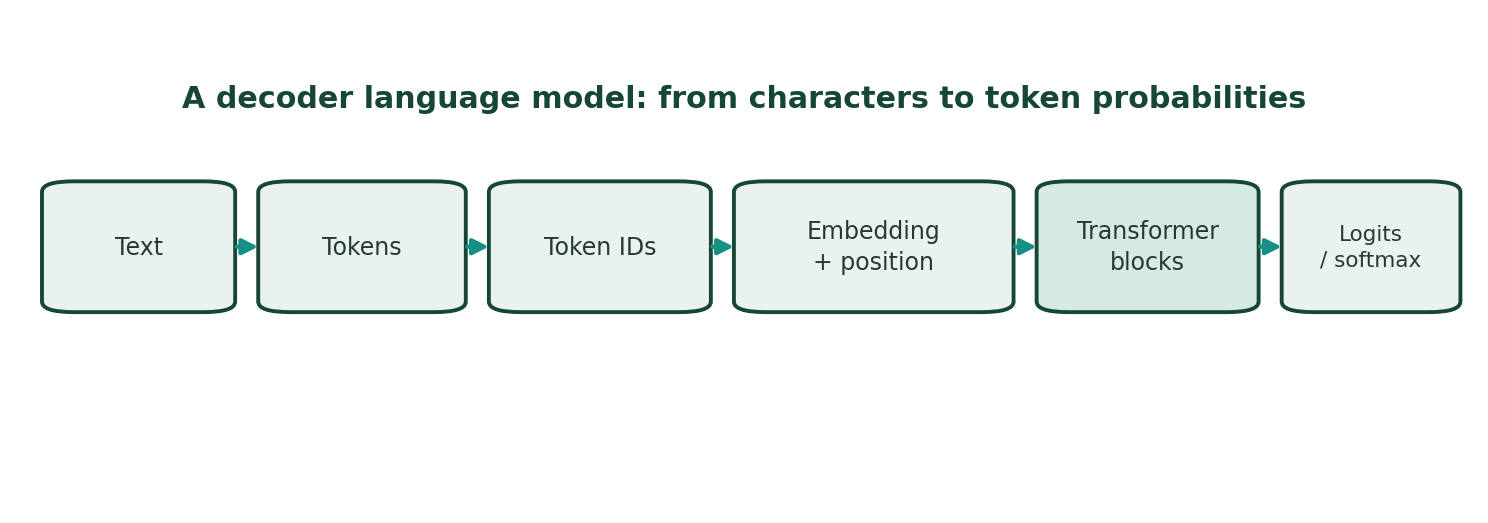 A decoder language model: from characters to token probabilities
Text
Tokens
Token IDs
Embedding
+ position
Transformer
blocks
Logits
/ softmax